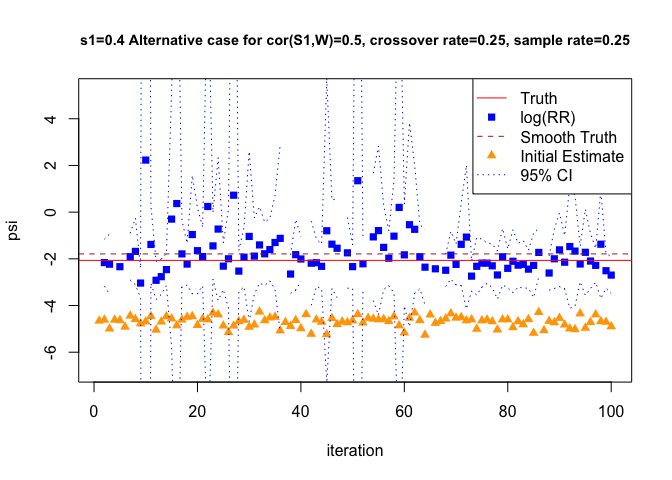 s1=0.4 Alternative case for cor(S1,W)=0.5, crossover rate=0.25, sample rate=0.25
Truth
log(RR)
Smooth Truth
Initial Estimate
95% CI
4
2
0
-2
-4
-6
psi
0
20
40
60
80
100
iteration